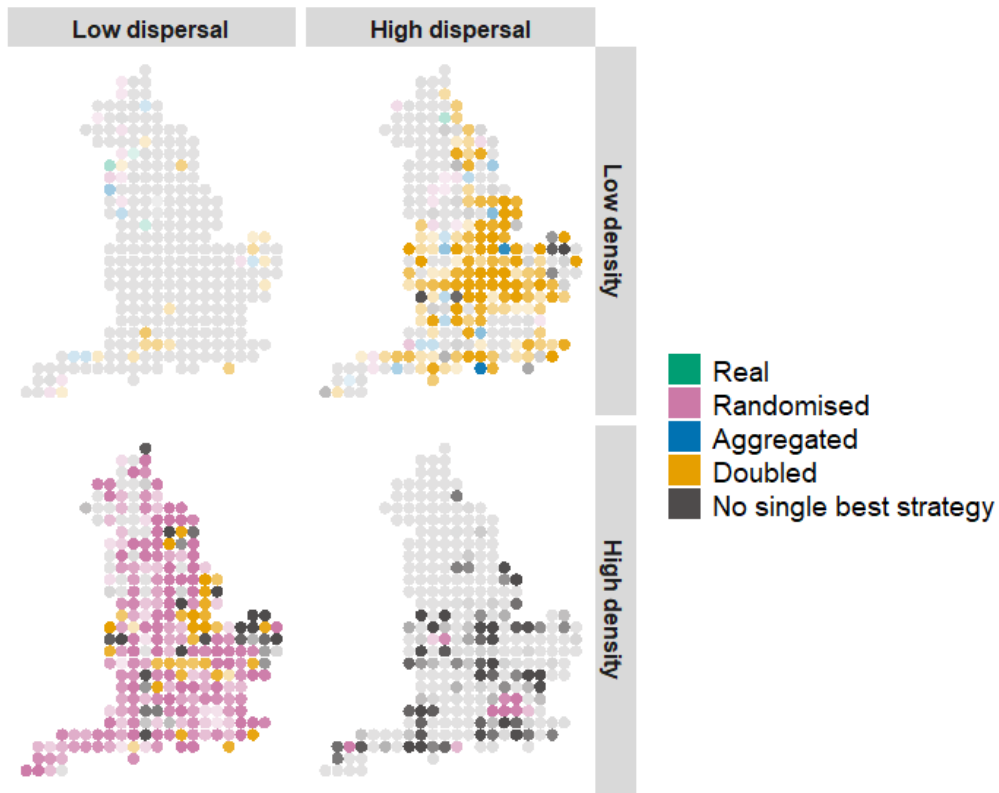 Low dispersal
High dispersal
Low density
High density
Real
Randomised
Aggregated
Doubled
No single best strategy